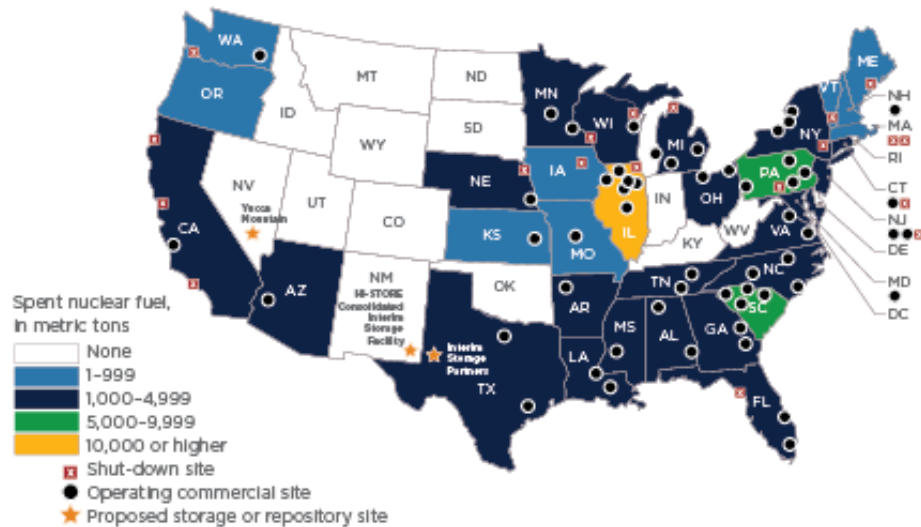 WA
MT
ND
ME
OR
ID
MN
VT
NH
SD
WI
MA
WY
MI
NY
RI
IA
PA
CT
NE
NV
OH
NJ
Yucca
Mountain
UT
IL
IN
DE
CA
CO
WV
VA
KS
MO
KY
MD
DC
NC
TN
AZ
NM
HI-STORE
Consolidated
Interim
Storage
Facility
OK
AR
SC
Interim
Storage
Partners
MS
AL
GA
TX
LA
FL
Spent nuclear fuel,
in metric tons
None
1–999
1,000–4,999
5,000–9,999
10,000 or higher
Shut-down site
Operating commercial site
Proposed storage or repository site